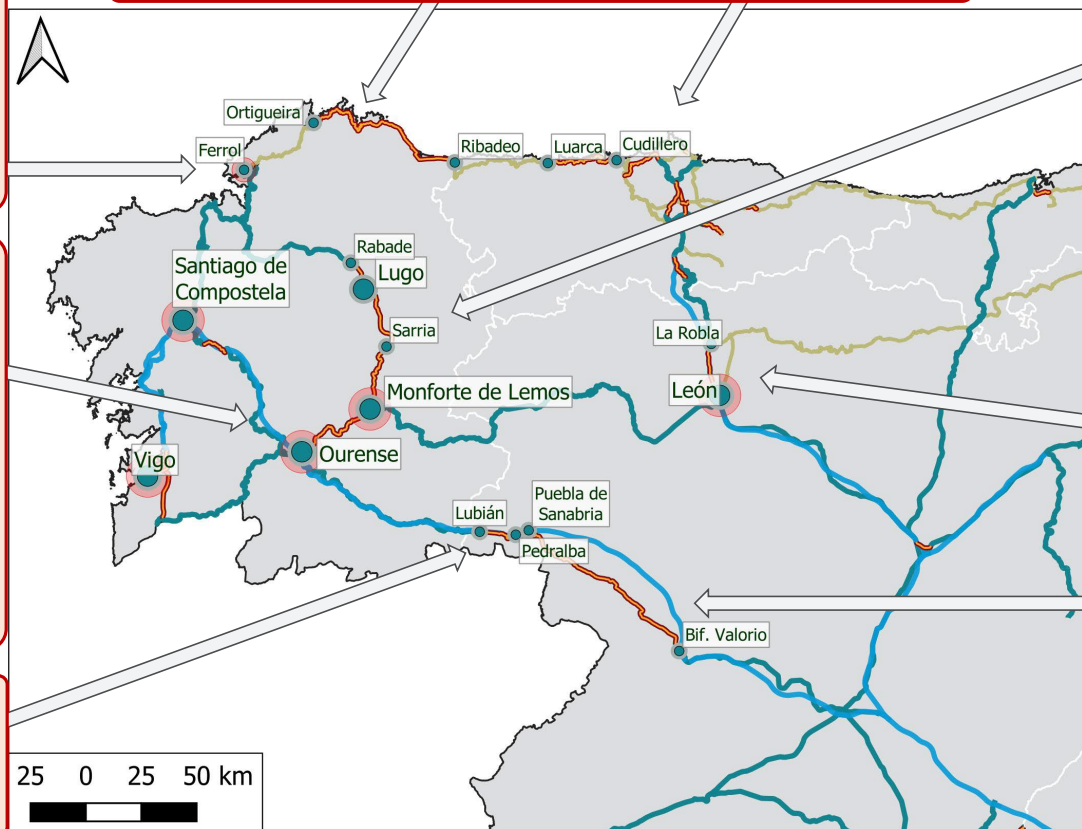 Ortigueira
Ferrol
Ribadeo
Luarca
Cudillero
Rabade
Lugo
Santiago de
Compostela
Sarria
La Robla
Monforte de Lemos
León
Vigo
Ourense
Lubián
Puebla de
Sanabria
Pedralba
Bif. Valorio
25 0 25 50 km